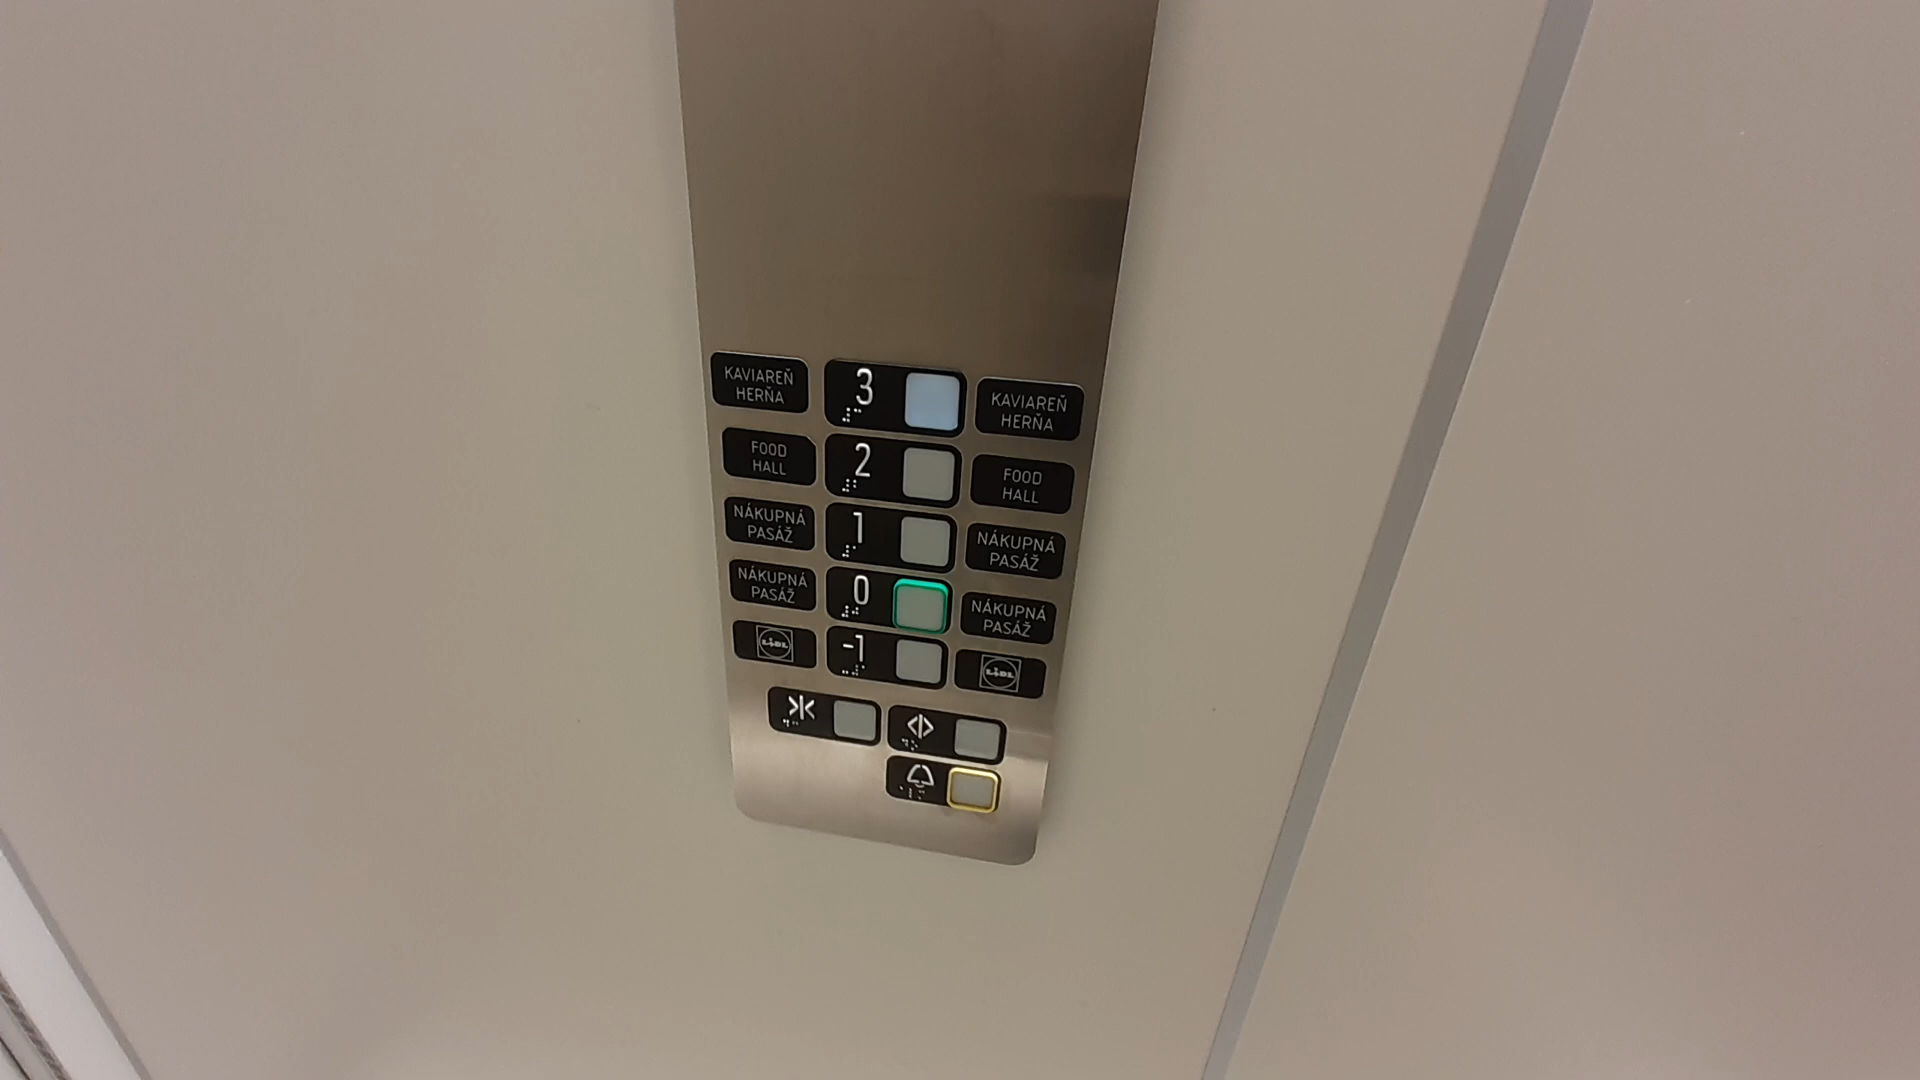 KAVIAREŇ
HERŇA
3
KAVIAREŇ
HERŇA
FOOD
HALL
2
FOOD
HALL
NÁKUPNÁ
PASÁŽ
1
NÁKUPNÁ
PASÁŽ
NÁKUPNÁ
PASÁŽ
0
NÁKUPNÁ
PASÁŽ
LIDL
-1
LIDL